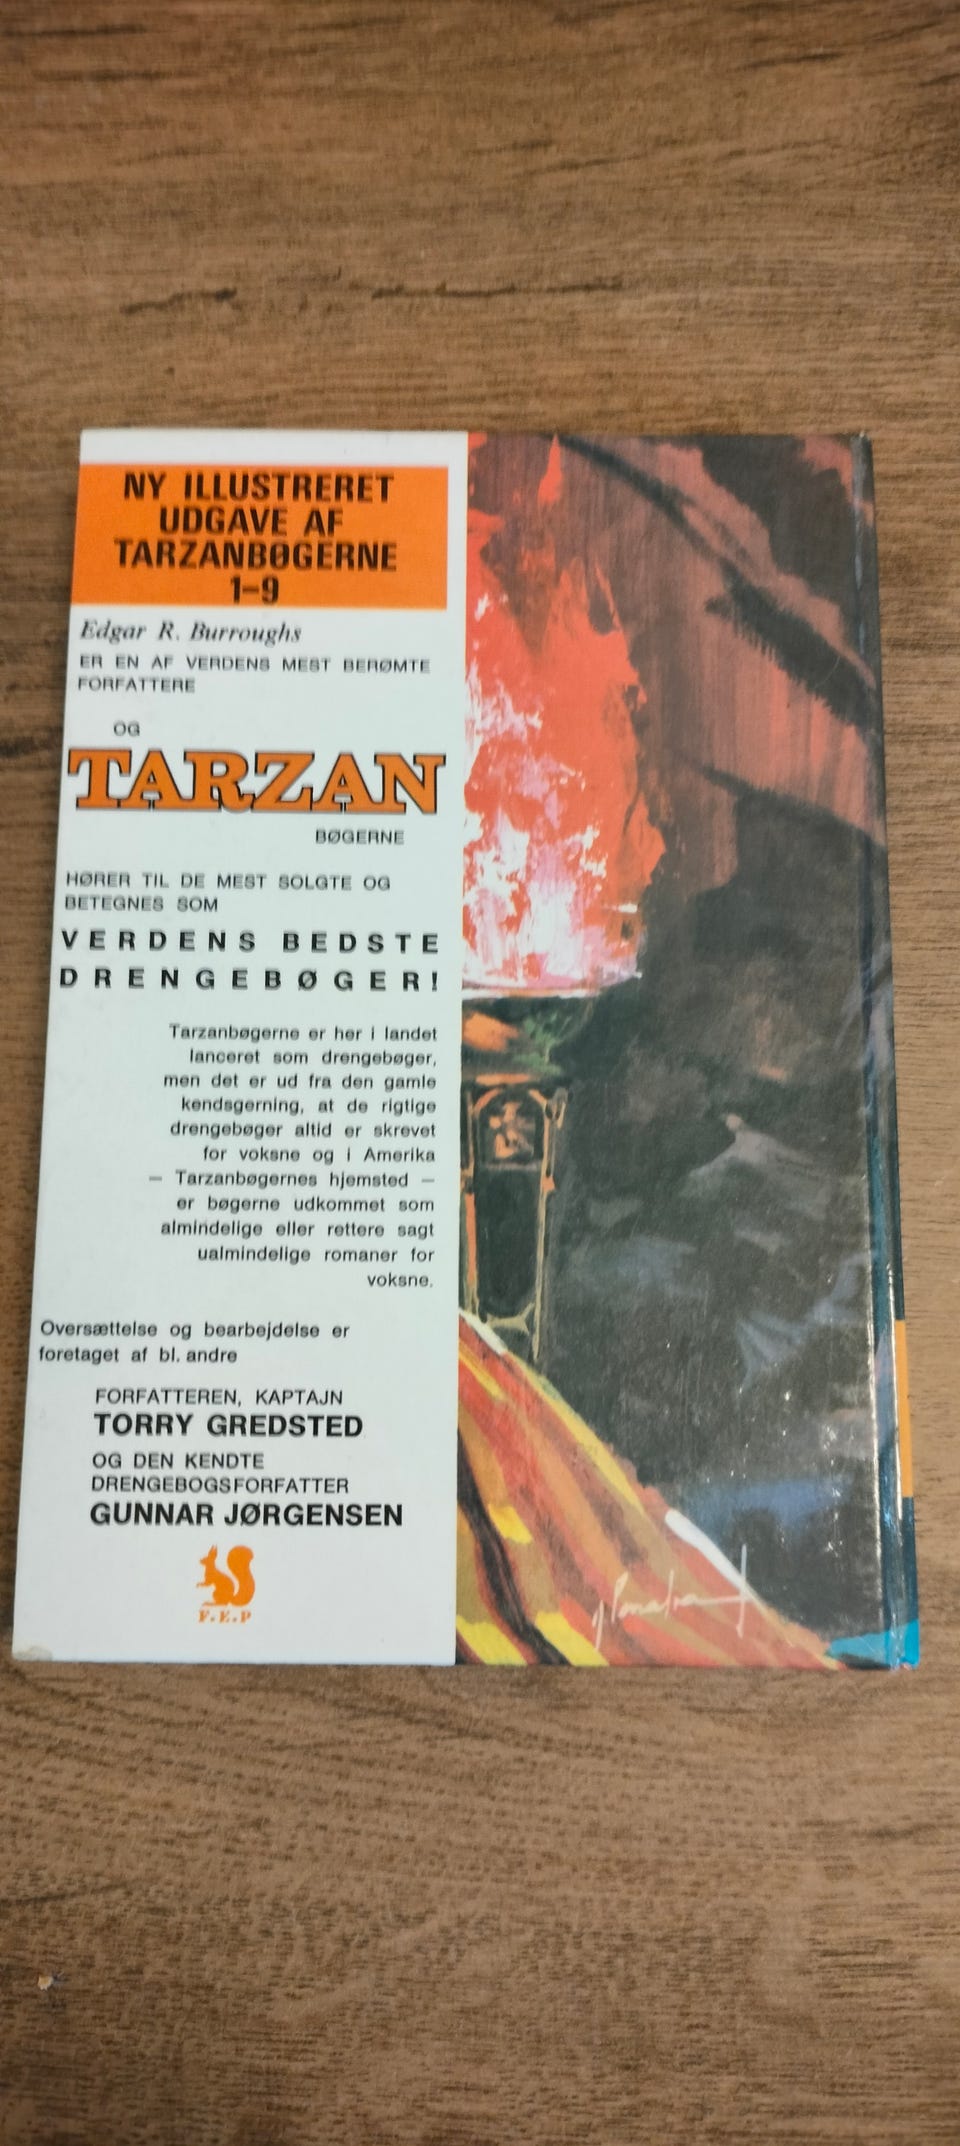 NY ILLUSTRERET
UDGAVE AF
TARZANBØGERNE
1-9
Edgar R. Burroughs
ER EN AF VERDENS MEST BERØMTE
FORFATTERE
OG
TARZAN
BØGERNE
HØRER TIL DE MEST SOLGTE OG
BETEGNES SOM
VERDENS BEDSTE
DRENGEBØGER!
Tarzanbøgerne er her i landet
lanceret som drengebøger,
men det er ud fra den gamle
kendsgerning, at de rigtige
drengebøger altid er skrevet
for voksne og i Amerika
— Tarzanbøgernes hjemsted —
er bøgerne udkommet som
almindelige eller rettere sagt
ualmindelige romaner for
voksne.
Oversættelse og bearbejdelse er
foretaget af bl. andre
FORFATTEREN, KAPTAJN
TORRY GREDSTED
OG DEN KENDTE
DRENGEBOGSFORFATTER
GUNNAR JØRGENSEN
F.E.P